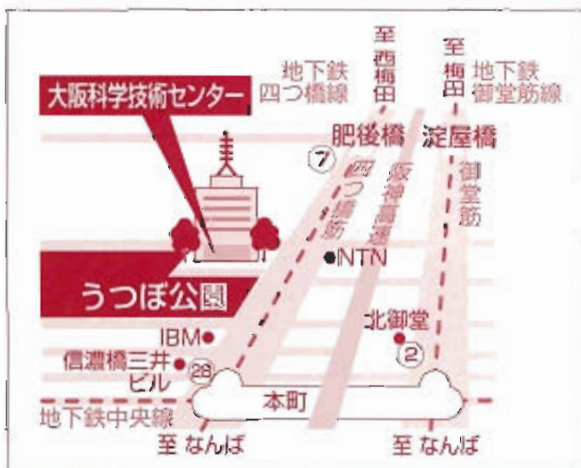 至 西梅田
至 梅田
地下鉄
四つ橋線
地下鉄
御堂筋線
大阪科学技術センター
肥後橋
淀屋橋
⑦
四つ橋筋
阪神高速
御堂筋
NTN
うつぼ公園
IBM
北御堂
信濃橋三井
ビル
㉘
②
本町
地下鉄中央線
至 なんば
至 なんば